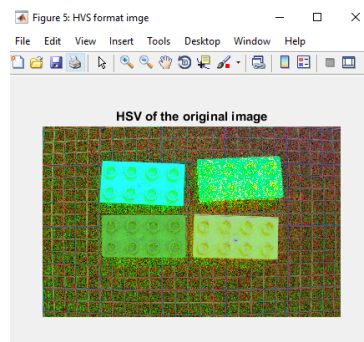 Figure 5: HVS format imge
File Edit View Insert Tools Desktop Window Help
HSV of the original image